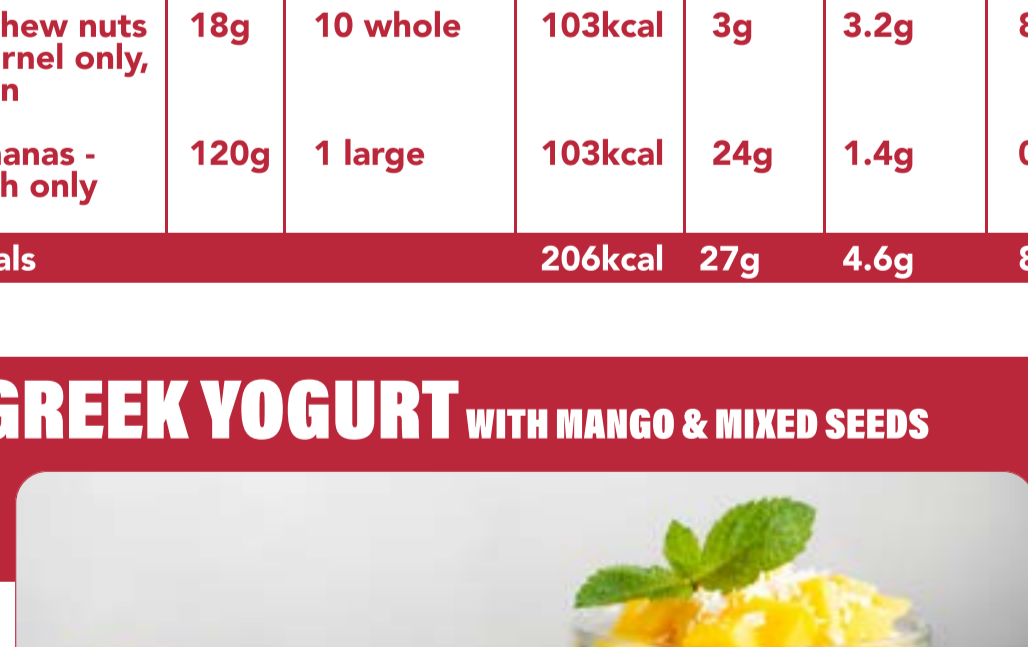 hew nuts 18g 10 whole 103kcal 3g 3.2g
rnel only,
n
anas - 120g 1 large 103kcal 24g 1.4g
h only
als 206kcal 27g 4.6g
GREEK YOGURT WITH MANGO & MIXED SEEDS